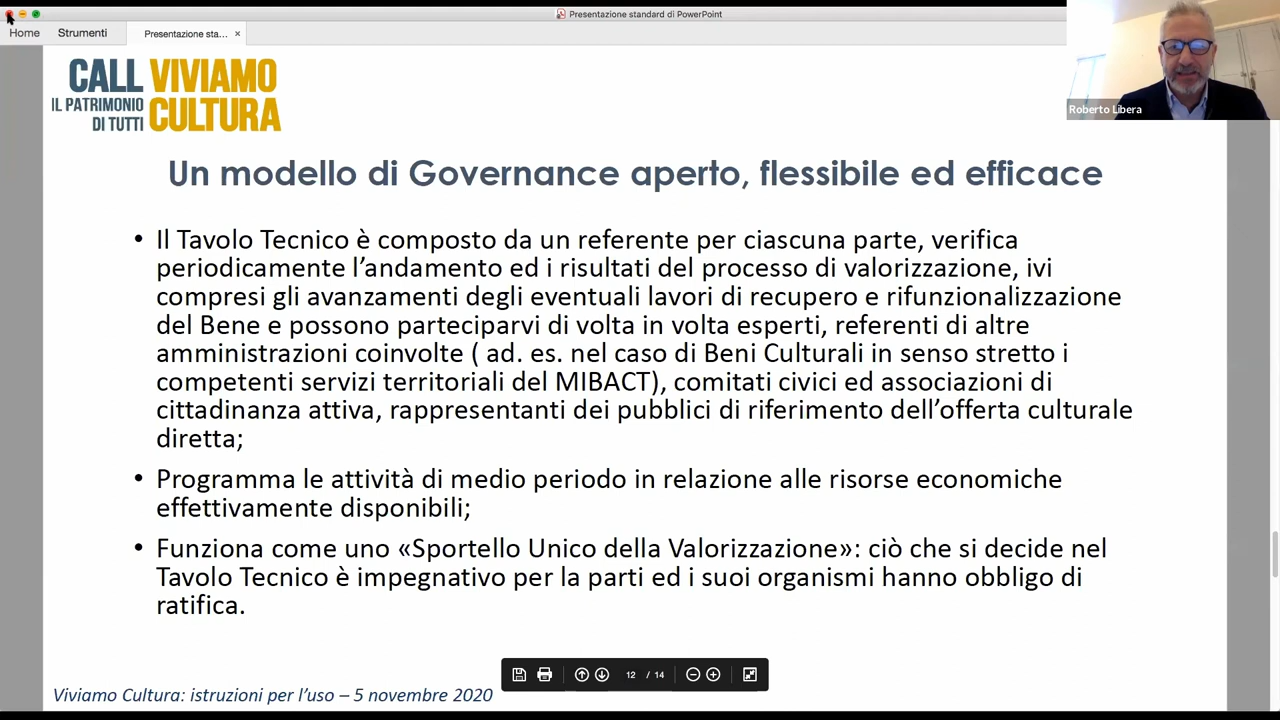 Presentazione standard di PowerPoint
Home
Strumenti
Presentazione sta...
×
CALL VIVIAMO
IL PATRIMONIO
DI TUTTI
CULTURA
Roberto Libera
Un modello di Governance aperto, flessibile ed efficace
• Il Tavolo Tecnico è composto da un referente per ciascuna parte, verifica
periodicamente l’andamento ed i risultati del processo di valorizzazione, ivi
compresi gli avanzamenti degli eventuali lavori di recupero e rifunzionalizzazione
del Bene e possono parteciparvi di volta in volta esperti, referenti di altre
amministrazioni coinvolte ( ad. es. nel caso di Beni Culturali in senso stretto i
competenti servizi territoriali del MIBACT), comitati civici ed associazioni di
cittadinanza attiva, rappresentanti dei pubblici di riferimento dell’offerta culturale
diretta;
• Programma le attività di medio periodo in relazione alle risorse economiche
effettivamente disponibili;
• Funziona come uno «Sportello Unico della Valorizzazione»: ciò che si decide nel
Tavolo Tecnico è impegnativo per la parti ed i suoi organismi hanno obbligo di
ratifica.
12 / 14
Viviamo Cultura: istruzioni per l’uso – 5 novembre 2020